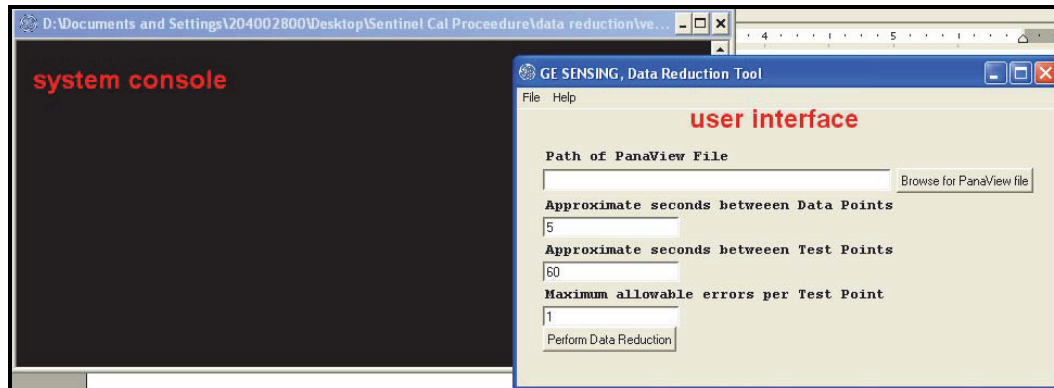 D:\Documents and Settings\204002800\Desktop\Sentinel Cal Proceedure\data reduction\ve...
4 5
system console
GE SENSING, Data Reduction Tool
File Help
user interface
Path of PanaView File
Browse for PanaView file
Approximate seconds betweeen Data Points
5
Approximate seconds betweeen Test Points
60
Maximum allowable errors per Test Point
1
Perform Data Reduction